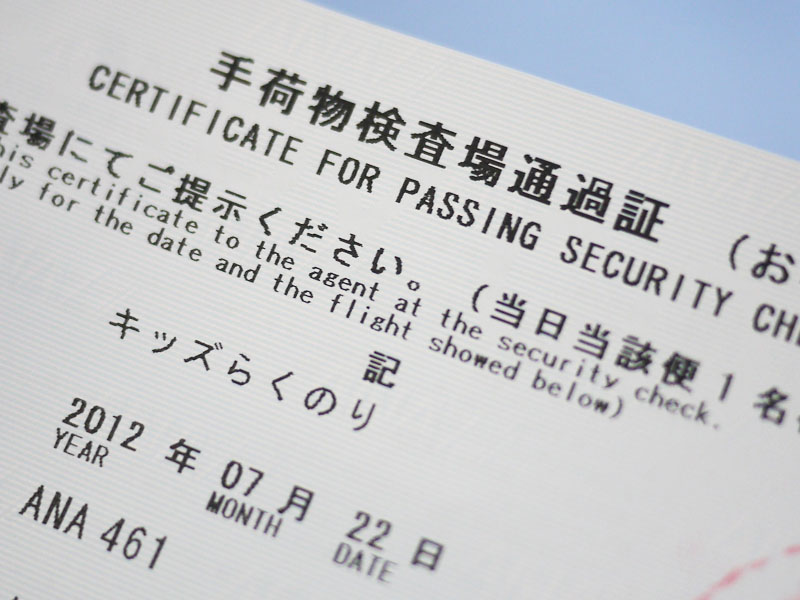 手荷物検査場通過証 (お
CERTIFICATE FOR PASSING SECURITY CHE
査場にてご提示ください。 (当日当該便1名
his certificate to the agent at the security check.
ly for the date and the flight showed below)
記
キッズらくのり
2012 年 07 月 22 日
YEAR MONTH DATE
ANA 461